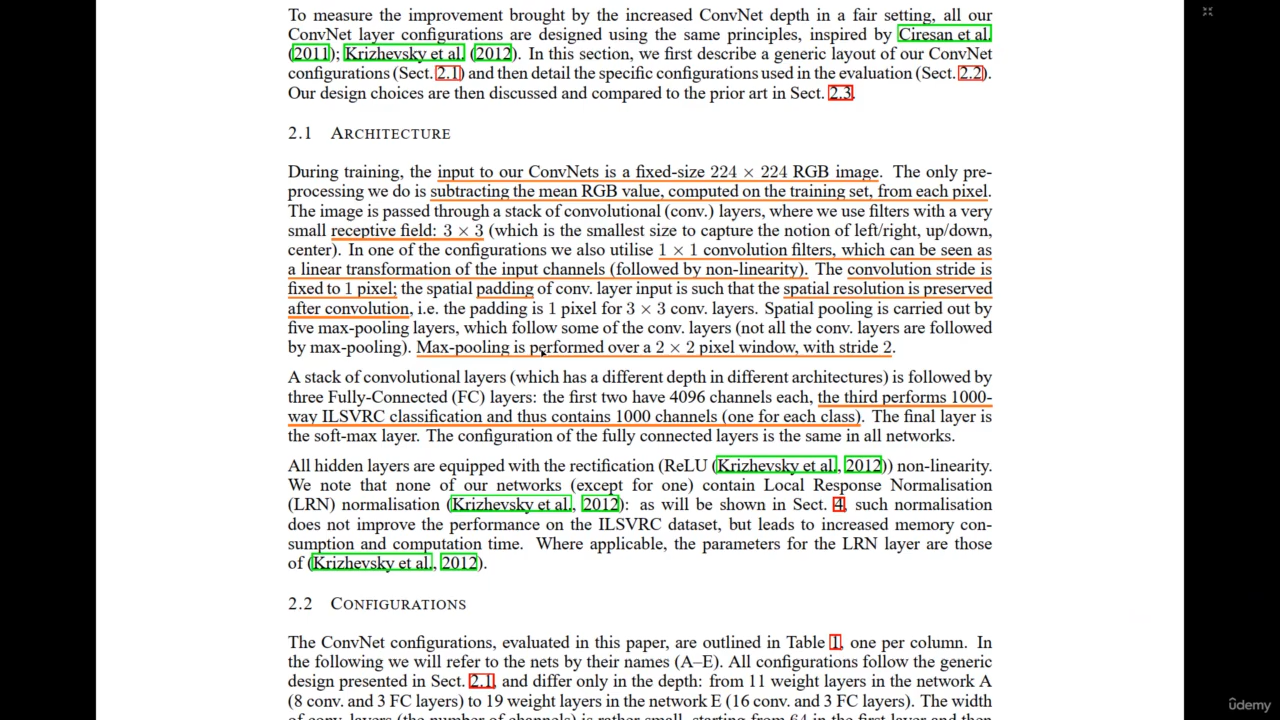 To measure the improvement brought by the increased ConvNet depth in a fair setting, all our
ConvNet layer configurations are designed using the same principles, inspired by Ciresan et al.
(2011); Krizhevsky et al. (2012). In this section, we first describe a generic layout of our ConvNet
configurations (Sect. 2.1) and then detail the specific configurations used in the evaluation (Sect. 2.2).
Our design choices are then discussed and compared to the prior art in Sect. 2.3.
2.1 ARCHITECTURE
During training, the input to our ConvNets is a fixed-size 224 × 224 RGB image. The only pre-
processing we do is subtracting the mean RGB value, computed on the training set, from each pixel.
The image is passed through a stack of convolutional (conv.) layers, where we use filters with a very
small receptive field: 3 × 3 (which is the smallest size to capture the notion of left/right, up/down,
center). In one of the configurations we also utilise 1 × 1 convolution filters, which can be seen as
a linear transformation of the input channels (followed by non-linearity). The convolution stride is
fixed to 1 pixel; the spatial padding of conv. layer input is such that the spatial resolution is preserved
after convolution, i.e. the padding is 1 pixel for 3 × 3 conv. layers. Spatial pooling is carried out by
five max-pooling layers, which follow some of the conv. layers (not all the conv. layers are followed
by max-pooling). Max-pooling is performed over a 2 × 2 pixel window, with stride 2.
A stack of convolutional layers (which has a different depth in different architectures) is followed by
three Fully-Connected (FC) layers: the first two have 4096 channels each, the third performs 1000-
way ILSVRC classification and thus contains 1000 channels (one for each class). The final layer is
the soft-max layer. The configuration of the fully connected layers is the same in all networks.
All hidden layers are equipped with the rectification (ReLU (Krizhevsky et al., 2012)) non-linearity.
We note that none of our networks (except for one) contain Local Response Normalisation
(LRN) normalisation (Krizhevsky et al., 2012): as will be shown in Sect. 4, such normalisation
does not improve the performance on the ILSVRC dataset, but leads to increased memory con-
sumption and computation time. Where applicable, the parameters for the LRN layer are those
of (Krizhevsky et al., 2012).
2.2 CONFIGURATIONS
The ConvNet configurations, evaluated in this paper, are outlined in Table 1, one per column. In
the following we will refer to the nets by their names (A–E). All configurations follow the generic
design presented in Sect. 2.1, and differ only in the depth: from 11 weight layers in the network A
(8 conv. and 3 FC layers) to 19 weight layers in the network E (16 conv. and 3 FC layers). The width
of conv. layers (the number of channels) is rather small, starting from 64 in the first layer and then
ûdemy